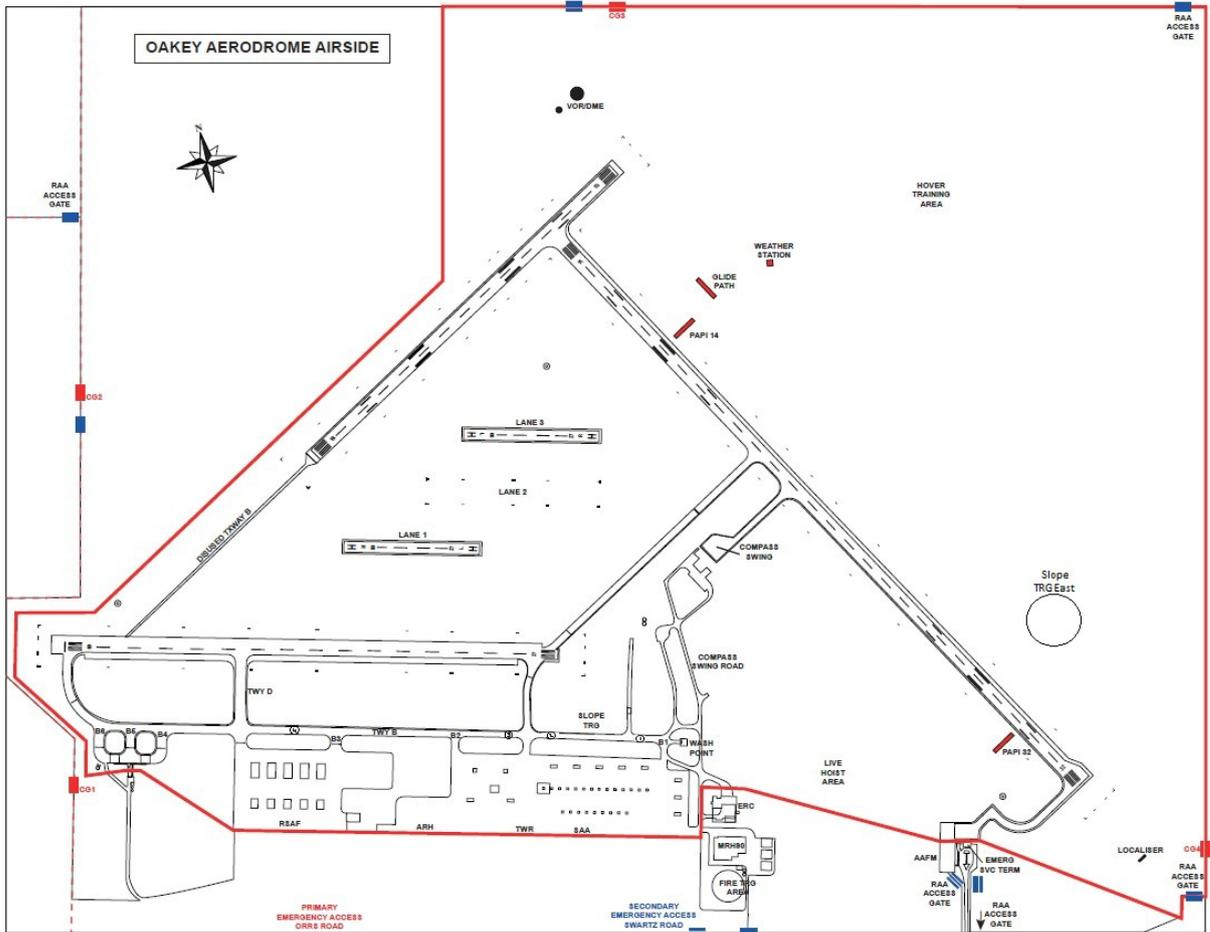 CG3
RAA
ACCESS
GATE
OAKEY AERODROME AIRSIDE
VOR/DME
N
RAA
ACCESS
GATE
HOVER
TRAINING
AREA
WEATHER
STATION
GLIDE
PATH
PAPI 14
CG2
LANE 3
LANE 2
DISUSED TXWAY B
LANE 1
COMPASS
SWING
Slope
TRG East
8
COMPASS
SWING ROAD
TWY D
SLOPE
TRG
TWY B
B6
B5
B4
B3
B2
B1
WASH
POINT
PAPI 32
LIVE
HOIST
AREA
CG1
ERC
RSAF
ARH
TWR
SAA
MRH90
AAFM
EMERG
SVC TERM
LOCALISER
CG4
RAA
ACCESS
GATE
FIRE TRG
AREA
RAA
ACCESS
GATE
RAA
ACCESS
GATE
PRIMARY
EMERGENCY ACCESS
ORRS ROAD
SECONDARY
EMERGENCY ACCESS
SWARTZ ROAD